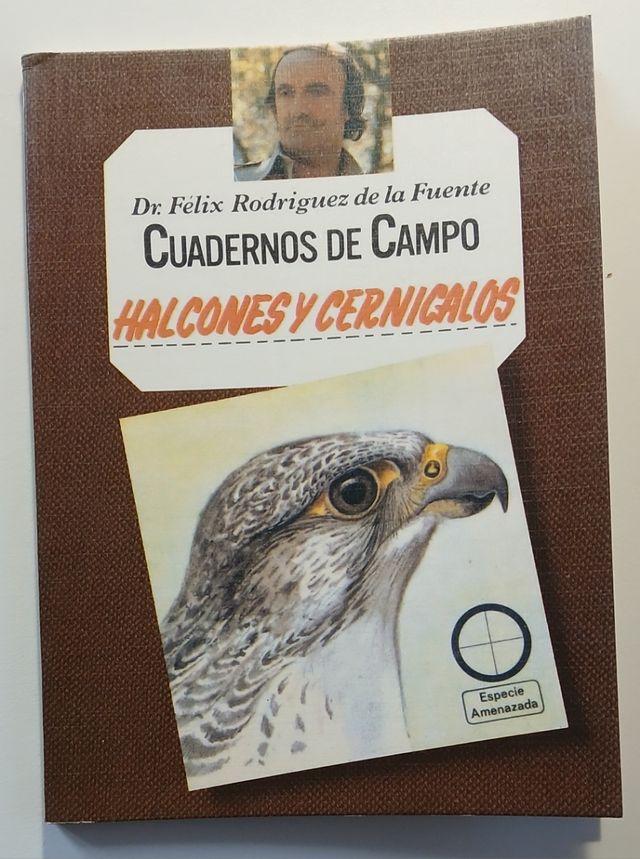 Dr. Félix Rodriguez de la Fuente
CUADERNOS DE CAMPO
HALCONES Y CERNICALOS
Especie
Amenazada